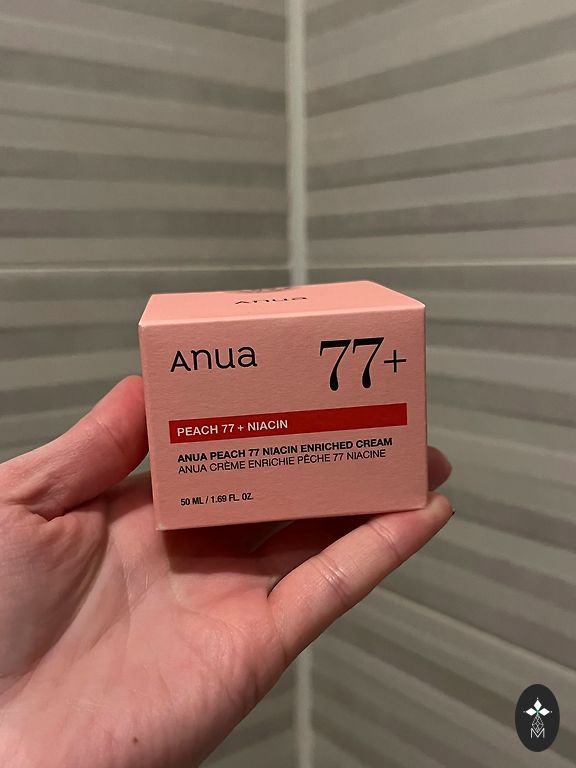 Anua
Anua
77+
PEACH 77 + NIACIN
ANUA PEACH 77 NIACIN ENRICHED CREAM
ANUA CRÈME ENRICHIE PÊCHE 77 NIACINE
50 ML / 1.69 FL. OZ.
M